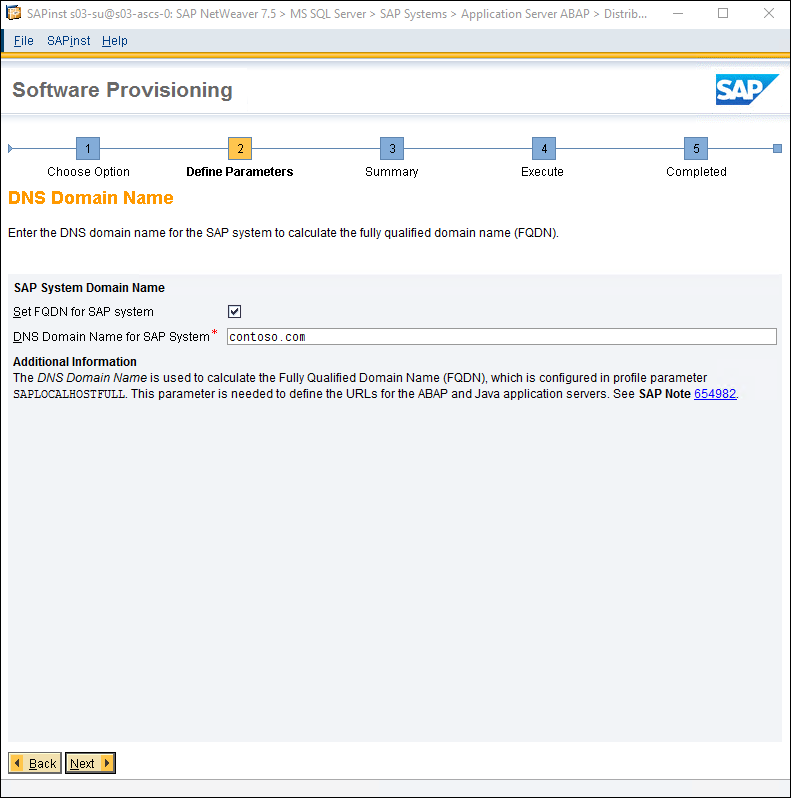 SAPinst s03-su@s03-ascs-0: SAP NetWeaver 7.5 > MS SQL Server > SAP Systems > Application Server ABAP > Distrib...
File SAPinst Help
Software Provisioning
SAP
1 2 3 4 5
Choose Option Define Parameters Summary Execute Completed
DNS Domain Name
Enter the DNS domain name for the SAP system to calculate the fully qualified domain name (FQDN).
SAP System Domain Name
Set FQDN for SAP system
DNS Domain Name for SAP System* contoso.com
Additional Information
The DNS Domain Name is used to calculate the Fully Qualified Domain Name (FQDN), which is configured in profile parameter
SAPLOCALHOSTFULL. This parameter is needed to define the URLs for the ABAP and Java application servers. See SAP Note 654982.
Back Next